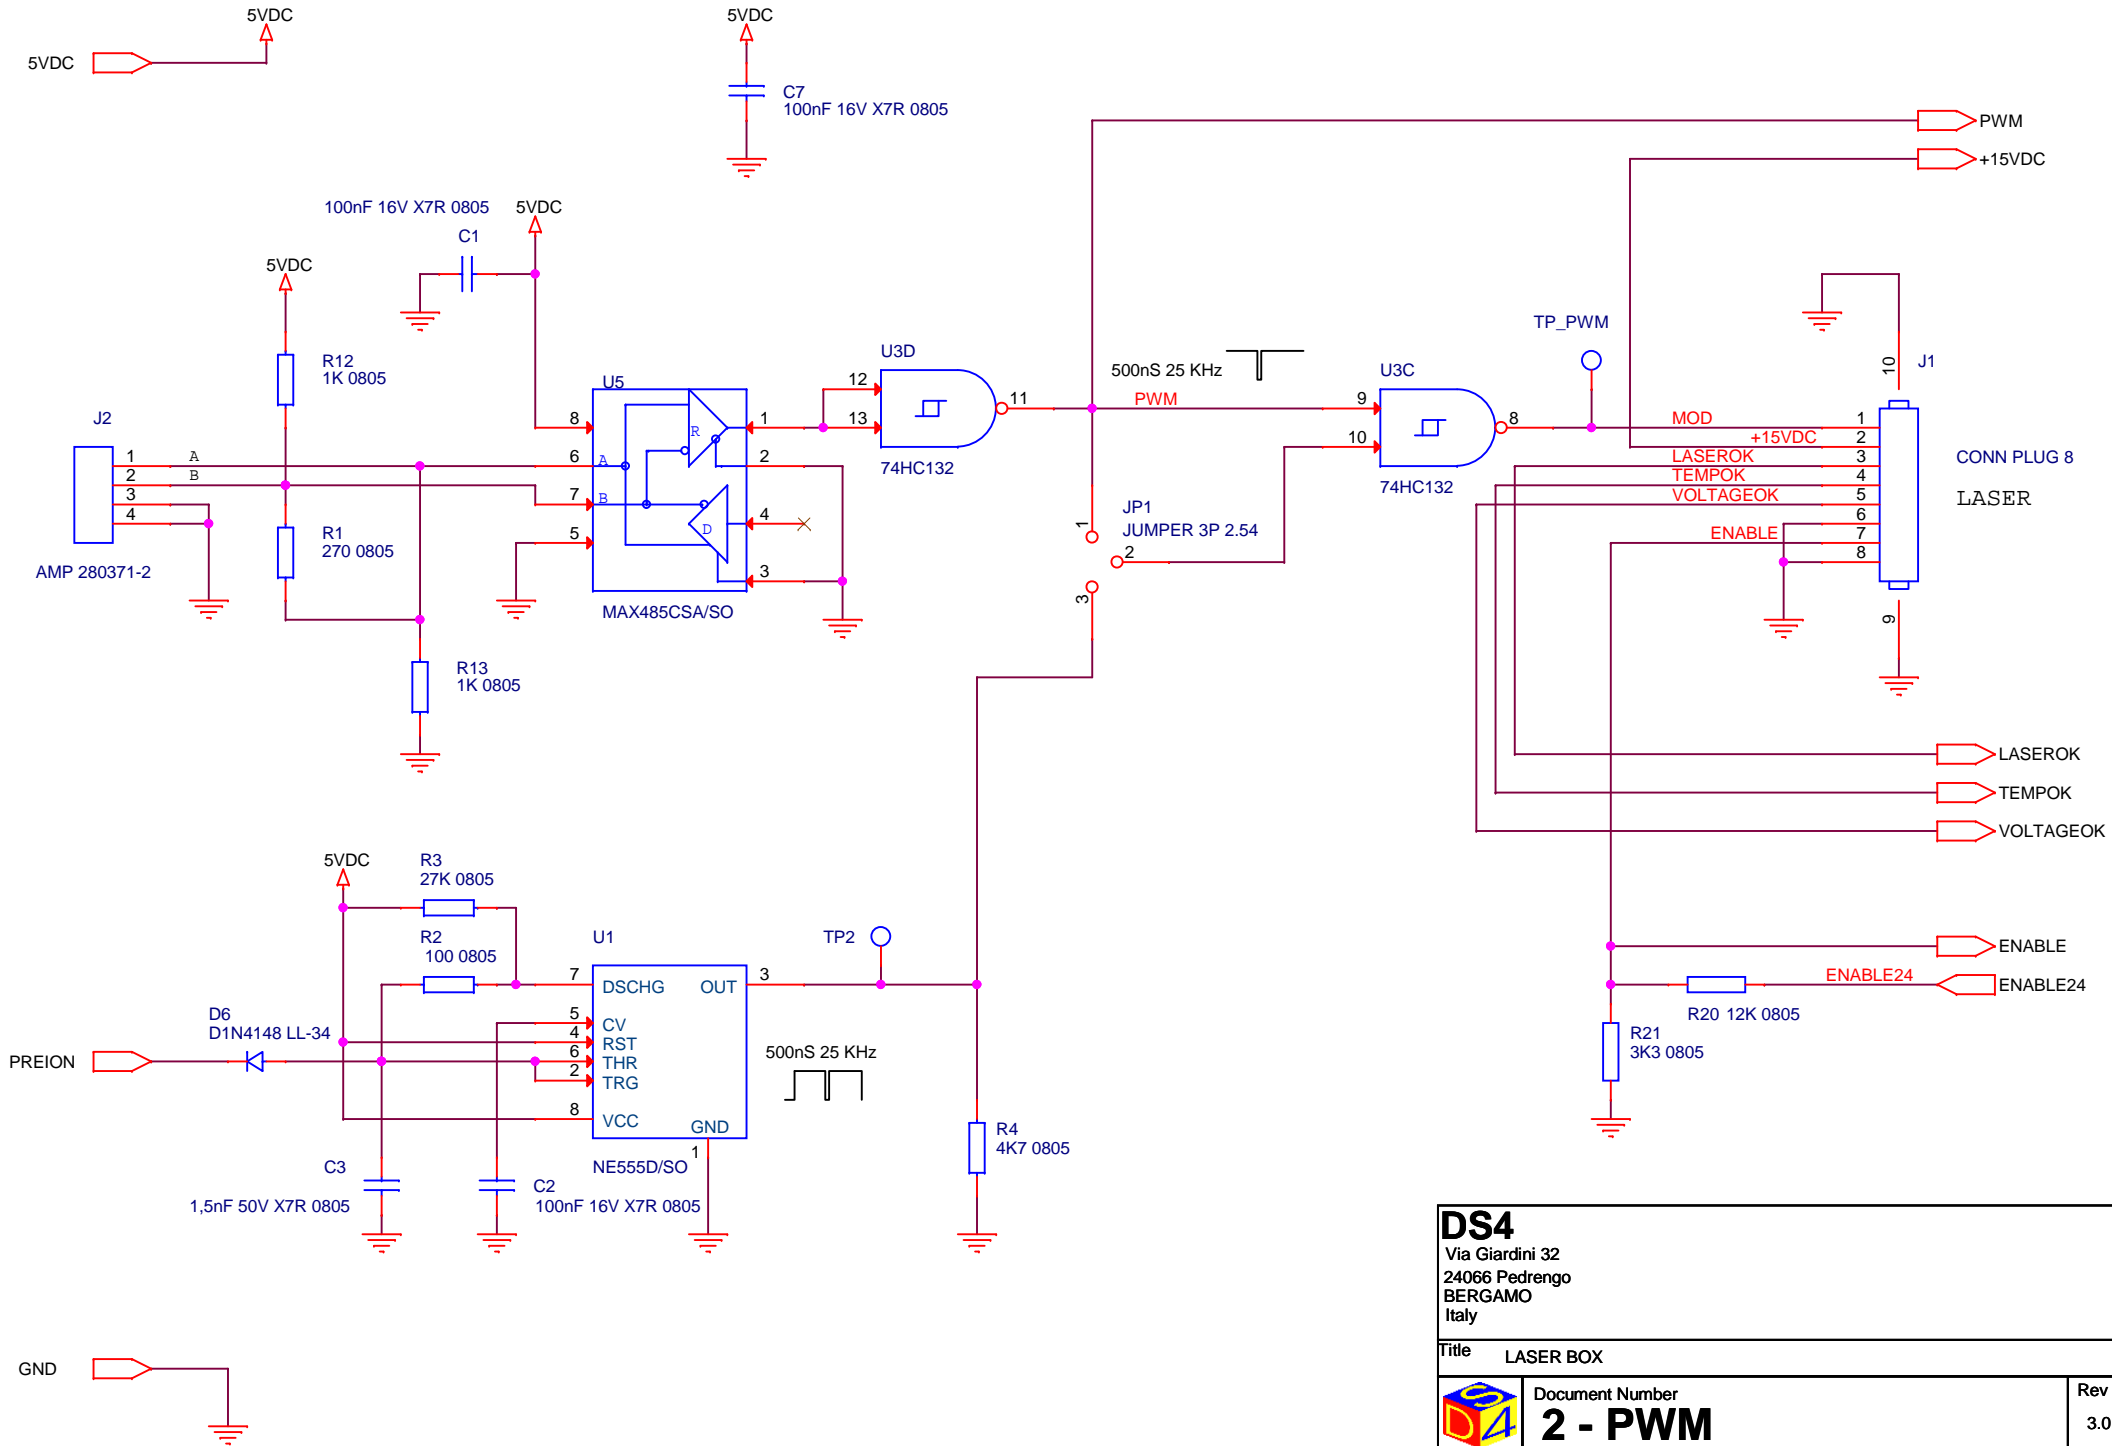 5VDC
5VDC
5VDC
C7
100nF 16V X7R 0805
PWM
+15VDC
100nF 16V X7R 0805
5VDC
C1
5VDC
R12
1K 0805
J2
1
2
3
4
A
B
R1
270 0805
AMP 280371-2
R13
1K 0805
U5
8
6
7
5
A
B
R
D
1
2
4
3
MAX485CSA/SO
U3D
12
13
11
74HC132
500nS 25 KHz
PWM
JP1
JUMPER 3P 2.54
1
2
3
U3C
9
10
8
74HC132
TP_PWM
MOD
+15VDC
LASEROK
TEMPOK
VOLTAGEOK
ENABLE
10
J1
1
2
3
4
5
6
7
8
9
CONN PLUG 8
LASER
LASEROK
TEMPOK
VOLTAGEOK
ENABLE
ENABLE24
ENABLE24
R20 12K 0805
R21
3K3 0805
5VDC
R3
27K 0805
R2
100 0805
D6
D1N4148 LL-34
PREION
U1
7
5
4
6
2
8
DSCHG
CV
RST
THR
TRG
VCC
OUT
GND
3
1
NE555D/SO
TP2
500nS 25 KHz
R4
4K7 0805
C3
1,5nF 50V X7R 0805
C2
100nF 16V X7R 0805
GND
DS4
Via Giardini 32
24066 Pedrengo
BERGAMO
Italy
Title
LASER BOX
DS4
Document Number
2 - PWM
Rev
3.0